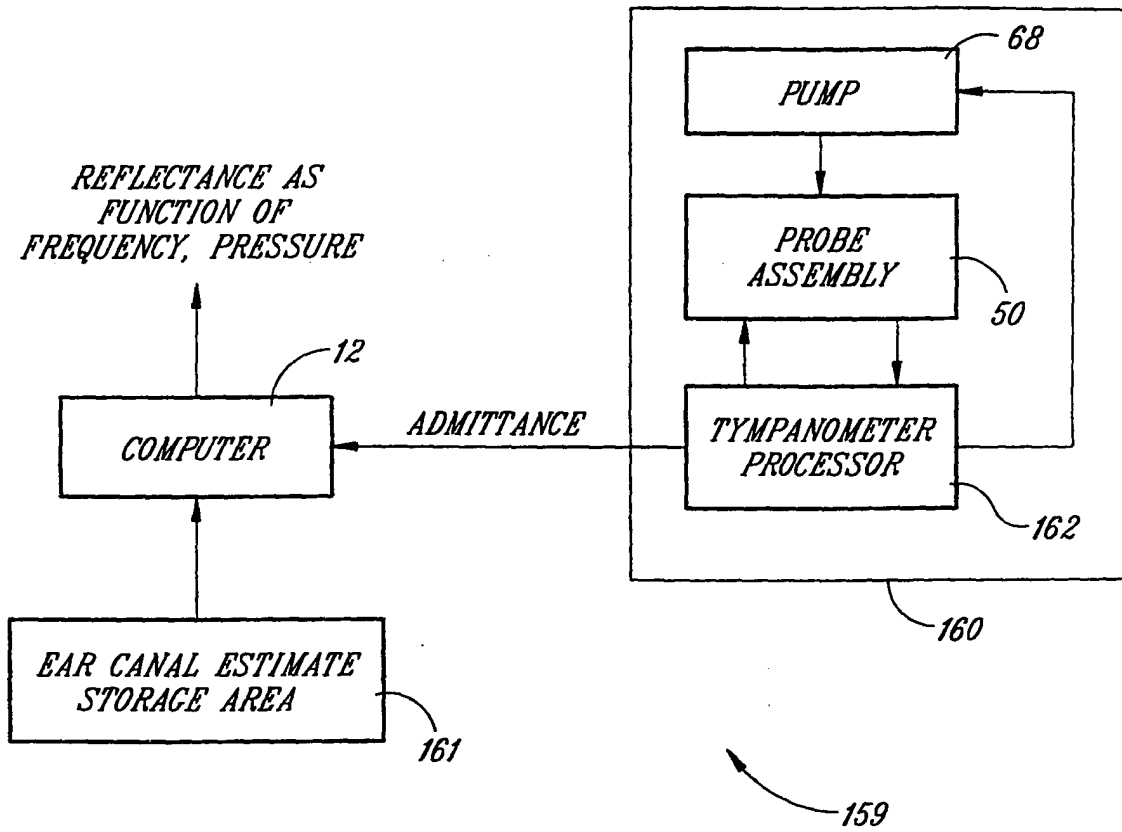 68
PUMP
REFLECTANCE AS
FUNCTION OF
FREQUENCY, PRESSURE
PROBE
ASSEMBLY
50
12
COMPUTER
ADMITTANCE
TYMPANOMETER
PROCESSOR
162
160
EAR CANAL ESTIMATE
STORAGE AREA
161
159